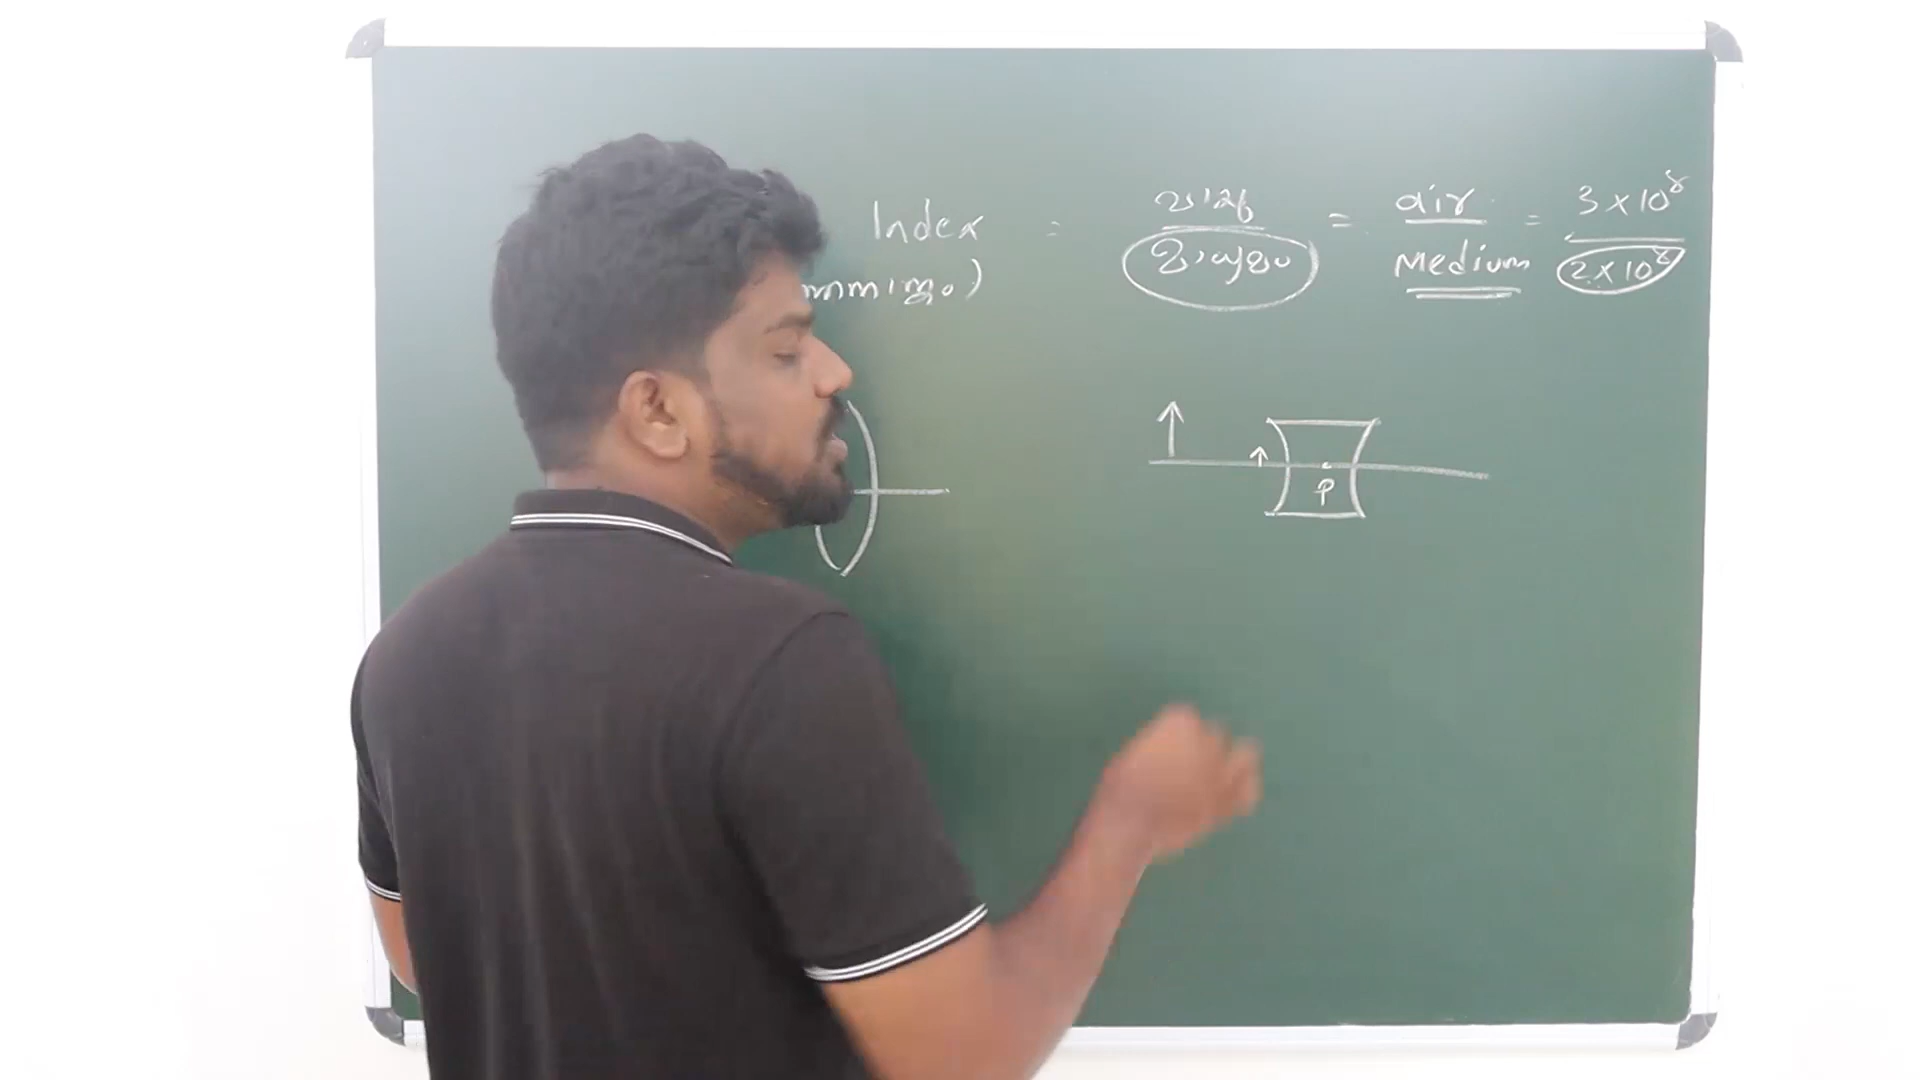 Index = വായു = air = 3 x 10⁸
മാധ്യമം Medium 2 x 10⁸
P